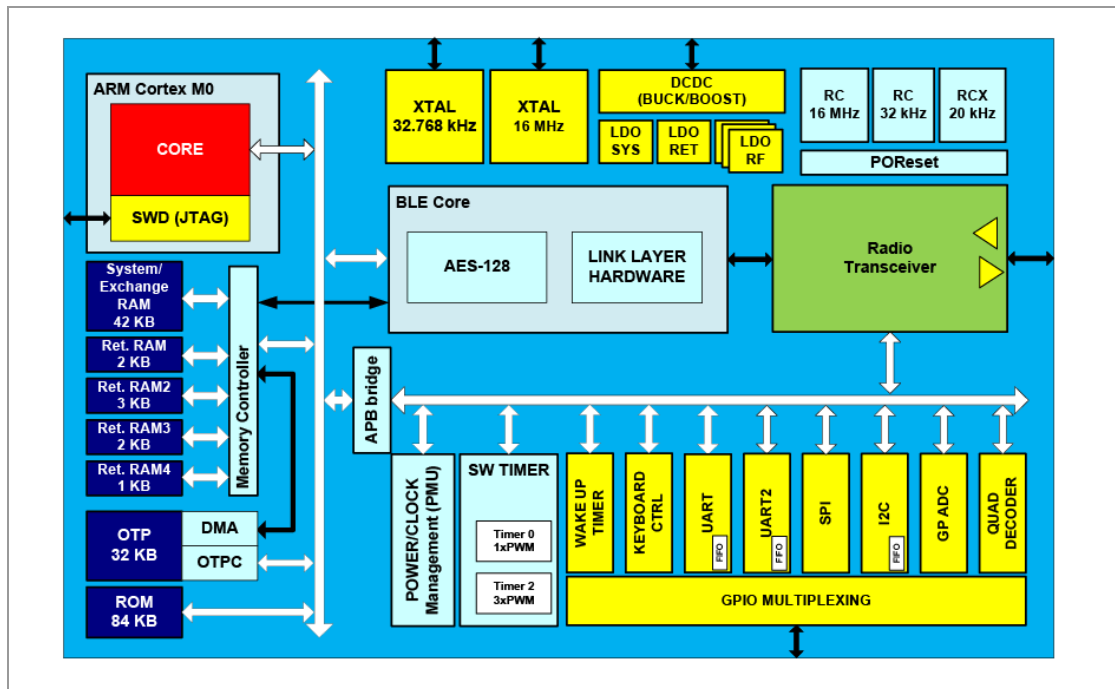 ARM Cortex M0
CORE
SWD (JTAG)
XTAL
32.768 kHz
XTAL
16 MHz
DCDC
(BUCK/BOOST)
LDO
SYS
LDO
RET
LDO
RF
RC
16 MHz
RC
32 kHz
RCX
20 kHz
POReset
BLE Core
AES-128
LINK LAYER
HARDWARE
Radio
Transceiver
System/
Exchange
RAM
42 KB
Ret. RAM
2 KB
Ret. RAM2
3 KB
Ret. RAM3
2 KB
Ret. RAM4
1 KB
Memory Controller
OTP
32 KB
DMA
OTPC
ROM
84 KB
APB bridge
POWER/CLOCK
Management (PMU)
SW TIMER
Timer 0
1xPWM
Timer 2
3xPWM
WAKE UP
TIMER
KEYBOARD
CTRL
UART
FIFO
UART2
FIFO
SPI
I2C
FIFO
GP ADC
QUAD
DECODER
GPIO MULTIPLEXING